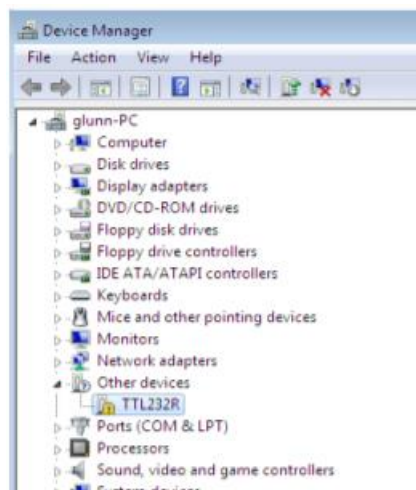 Device Manager
File Action View Help
glunn-PC
Computer
Disk drives
Display adapters
DVD/CD-ROM drives
Floppy disk drives
Floppy drive controllers
IDE ATA/ATAPI controllers
Keyboards
Mice and other pointing devices
Monitors
Network adapters
Other devices
TTL232R
Ports (COM & LPT)
Processors
Sound, video and game controllers
System devices